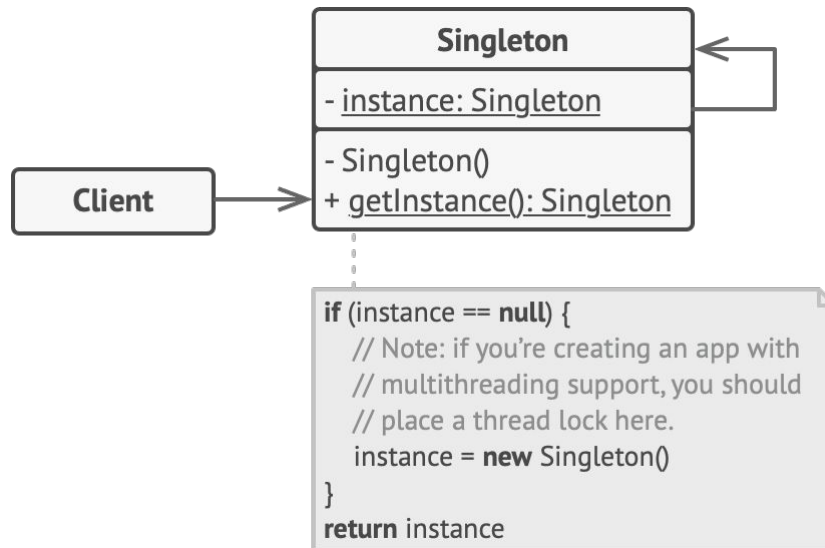 Singleton
- instance: Singleton
- Singleton()
+ getInstance(): Singleton
Client
if (instance == null) {
// Note: if you’re creating an app with
// multithreading support, you should
// place a thread lock here.
instance = new Singleton()
}
return instance